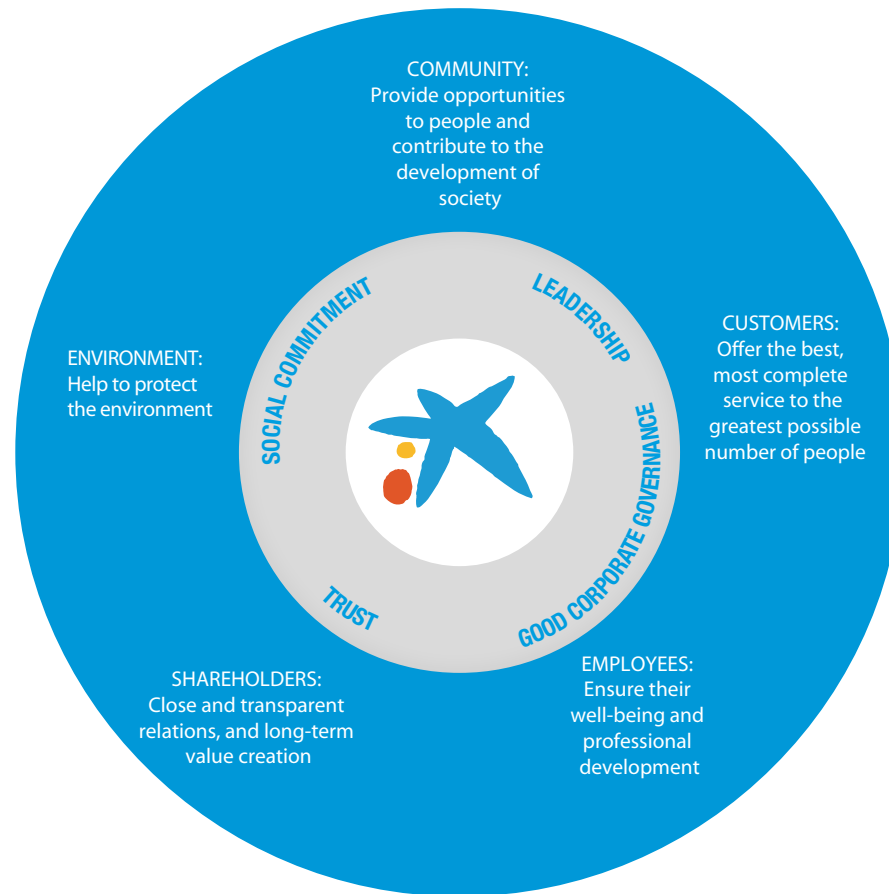 COMMUNITY:
Provide opportunities
to people and
contribute to the
development of
society
SOCIAL COMMITMENT
LEADERSHIP
CUSTOMERS:
Offer the best,
most complete
service to the
greatest possible
number of people
ENVIRONMENT:
Help to protect
the environment
GOOD CORPORATE GOVERNANCE
TRUST
SHAREHOLDERS:
Close and transparent
relations, and long-term
value creation
EMPLOYEES:
Ensure their
well-being and
professional
development